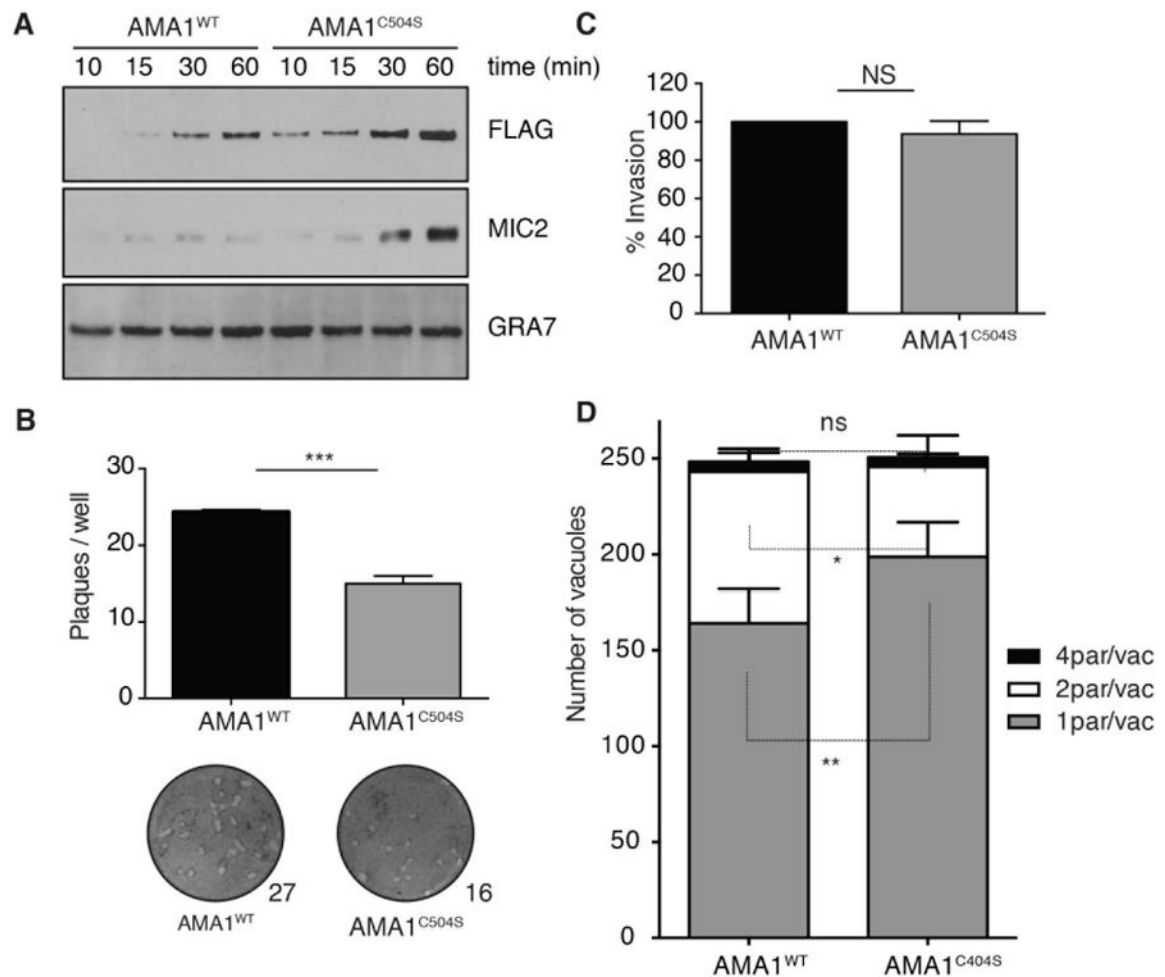 A
AMA1WT AMA1C504S
10 15 30 60 10 15 30 60 time (min)
FLAG
MIC2
GRA7
B
30
20
10
0
Plaques / well
***
AMA1WT AMA1C504S
27 16
AMA1WT AMA1C504S
C
NS
120
100
80
60
40
20
0
% Invasion
AMA1WT AMA1C504S
D
ns
250
200
150
100
50
0
Number of vacuoles
*
**
4par/vac
2par/vac
1par/vac
AMA1WT AMA1C404S